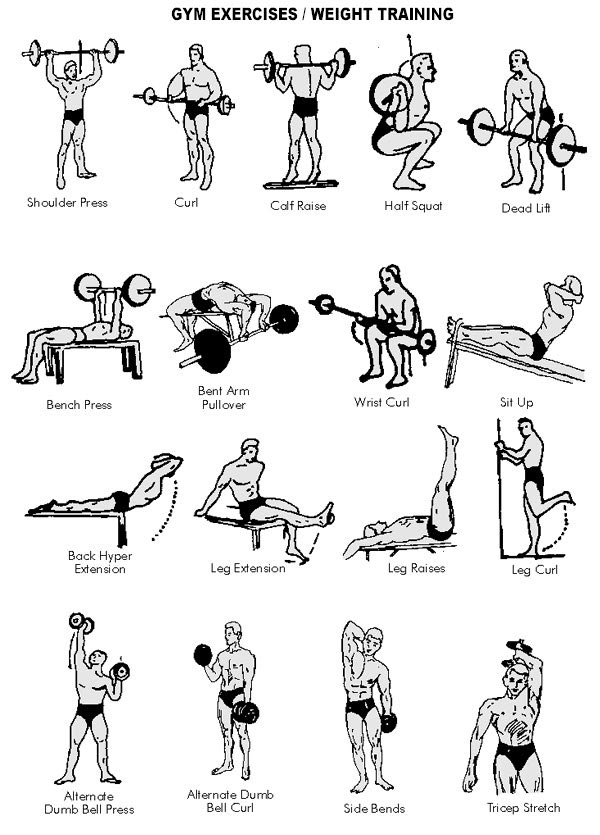 GYM EXERCISES / WEIGHT TRAINING
Shoulder Press
Curl
Calf Raise
Half Squat
Dead Lift
Bench Press
Bent Arm
Pullover
Wrist Curl
Sit Up
Back Hyper
Extension
Leg Extension
Leg Raises
Leg Curl
Alternate
Dumb Bell Press
Alternate Dumb
Bell Curl
Side Bends
Tricep Stretch